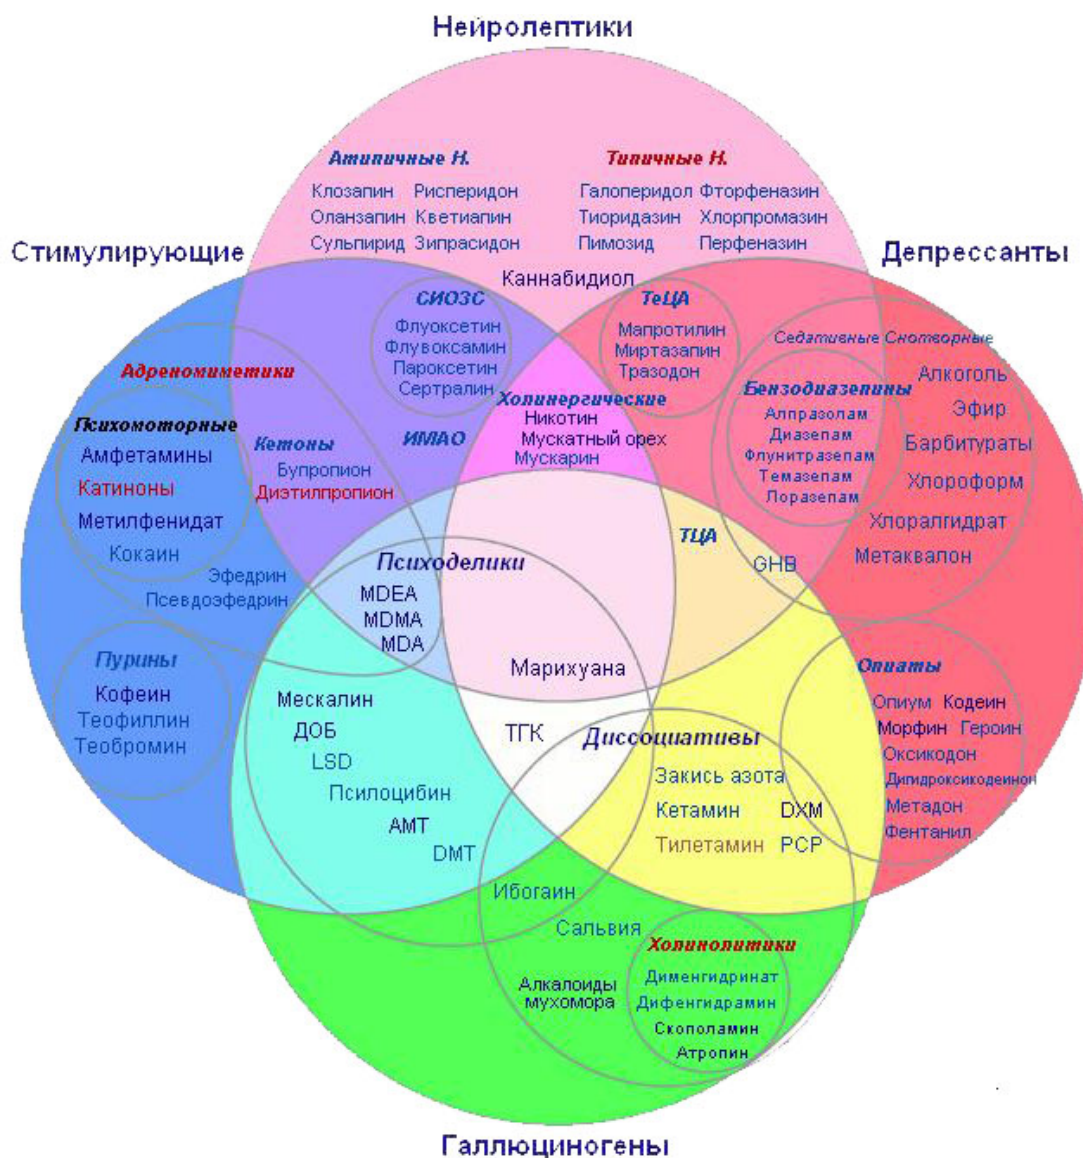 Нейролептики
Атипичные Н.
Клозапин Рисперидон
Оланзапин Кветиапин
Сульпирид Зипрасидон
Типичные Н.
Галоперидол Фторфеназин
Тиоридазин Хлорпромазин
Пимозид Перфеназин
Каннабидиол
Стимулирующие
Депрессанты
СИОЗС
Флуоксетин
Флувоксамин
Пароксетин
Сертралин
ТеЦА
Мапротилин
Миртазапин
Тразодон
Седативные Снотворные
Бензодиазепины
Алпразолам
Диазепам
Флунитразепам
Темазепам
Лоразепам
Алкоголь
Эфир
Барбитураты
Хлороформ
Хлоралгидрат
Метаквалон
Адреномиметики
Психомоторные
Амфетамины
Катиноны
Метилфенидат
Кокаин
Кетоны
Бупропион
Диэтилпропион
ИМАО
Холинергические
Никотин
Мускатный орех
Мускарин
Эфедрин
Псевдоэфедрин
Психоделики
MDEA
MDMA
MDA
ТЦА
GHB
Пурины
Кофеин
Теофиллин
Теобромин
Марихуана
Опиаты
Опиум Кодеин
Морфин Героин
Оксикодон
Дигидроксикодеинон
Метадон
Фентанил
Мескалин
ДОБ
LSD
Псилоцибин
АМТ
DMT
ТГК
Диссоциативы
Закись азота
Кетамин DXM
Тилетамин PCP
Ибогаин
Сальвия
Алкалоиды
мухомора
Холинолитики
Дименгидринат
Дифенгидрамин
Скополамин
Атропин
Галлюциногены